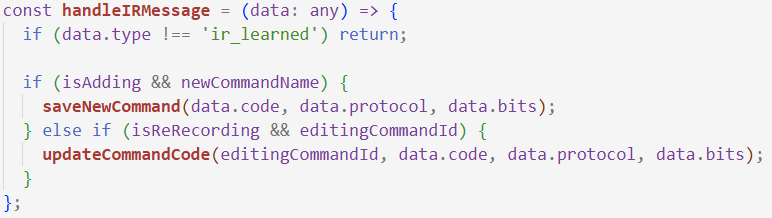 const handleIRMessage = (data: any) => {
  if (data.type !== 'ir_learned') return;

  if (isAdding && newCommandName) {
    saveNewCommand(data.code, data.protocol, data.bits);
  } else if (isReRecording && editingCommandId) {
    updateCommandCode(editingCommandId, data.code, data.protocol, data.bits);
  }
};